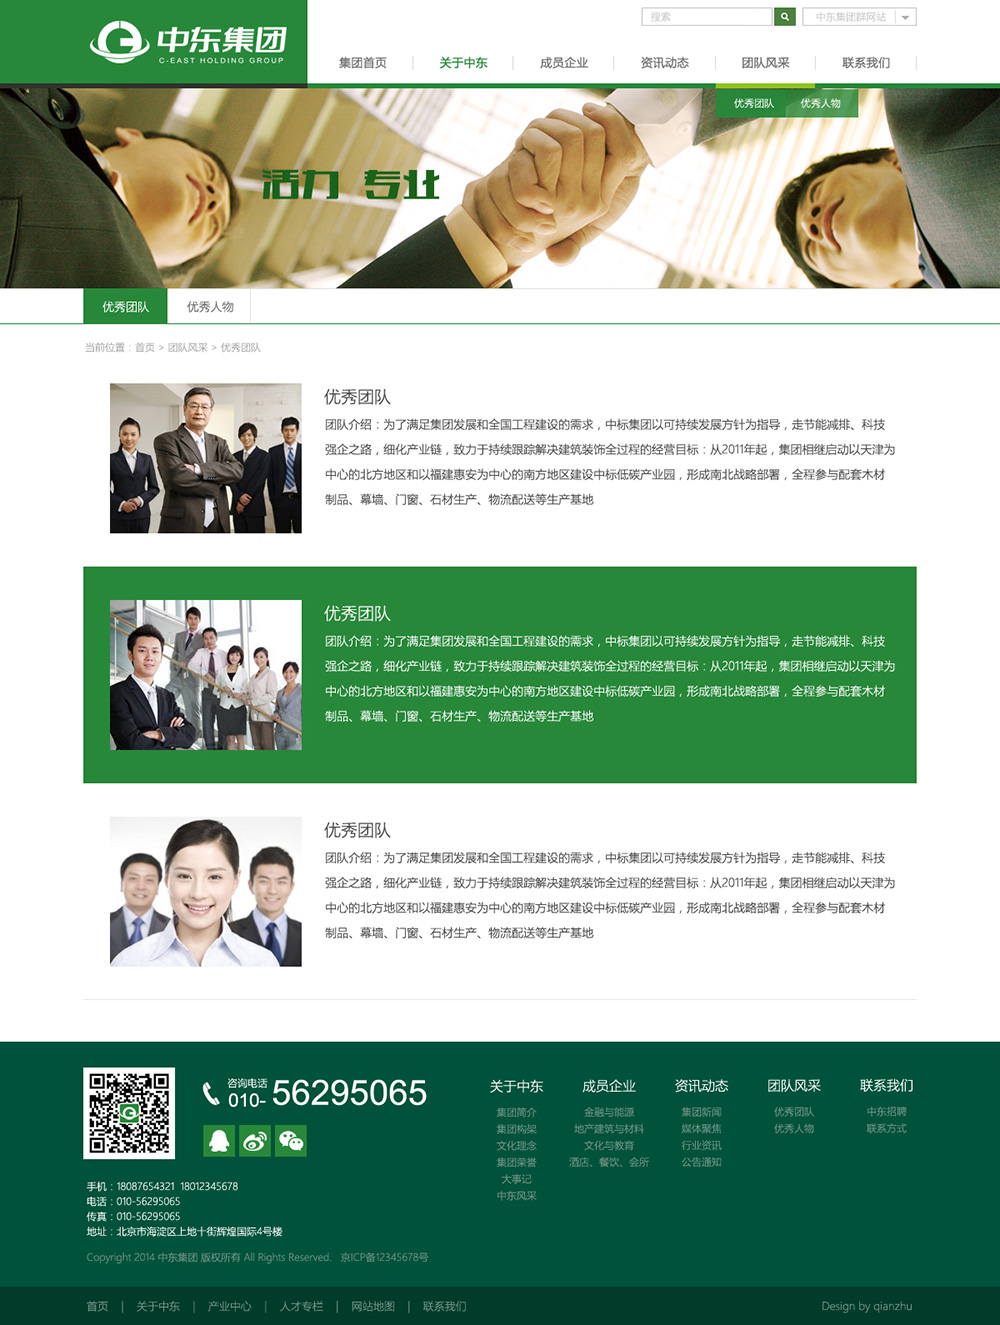 搜索
中东集团群网站
中东集团
C-EAST HOLDING GROUP
集团首页
关于中东
成员企业
资讯动态
团队风采
联系我们
优秀团队
优秀人物
活力 专业
优秀团队
优秀人物
当前位置：首页 > 团队风采 > 优秀团队
优秀团队
团队介绍：为了满足集团发展和全国工程建设的需求，中标集团以可持续发展方针为指导，走节能减排、科技
强企之路，细化产业链，致力于持续跟踪解决建筑装饰全过程的经营目标：从2011年起，集团相继启动以天津为
中心的北方地区和以福建惠安为中心的南方地区建设中标低碳产业园，形成南北战略部署，全程参与配套木材
制品、幕墙、门窗、石材生产、物流配送等生产基地
优秀团队
团队介绍：为了满足集团发展和全国工程建设的需求，中标集团以可持续发展方针为指导，走节能减排、科技
强企之路，细化产业链，致力于持续跟踪解决建筑装饰全过程的经营目标：从2011年起，集团相继启动以天津为
中心的北方地区和以福建惠安为中心的南方地区建设中标低碳产业园，形成南北战略部署，全程参与配套木材
制品、幕墙、门窗、石材生产、物流配送等生产基地
优秀团队
团队介绍：为了满足集团发展和全国工程建设的需求，中标集团以可持续发展方针为指导，走节能减排、科技
强企之路，细化产业链，致力于持续跟踪解决建筑装饰全过程的经营目标：从2011年起，集团相继启动以天津为
中心的北方地区和以福建惠安为中心的南方地区建设中标低碳产业园，形成南北战略部署，全程参与配套木材
制品、幕墙、门窗、石材生产、物流配送等生产基地
咨询电话
010-56295065
手机：18087654321 18012345678
电话：010-56295065
传真：010-56295065
地址：北京市海淀区上地十街辉煌国际4号楼
Copyright 2014 中东集团 版权所有 All Rights Reserved. 京ICP备12345678号
关于中东
集团简介
集团构架
文化理念
集团荣誉
大事记
中东风采
成员企业
金融与能源
地产建筑与材料
文化与教育
酒店、餐饮、会所
资讯动态
集团新闻
媒体聚焦
行业资讯
公告通知
团队风采
优秀团队
优秀人物
联系我们
中东招聘
联系方式
首页 | 关于中东 | 产业中心 | 人才专栏 | 网站地图 | 联系我们
Design by qianzhu